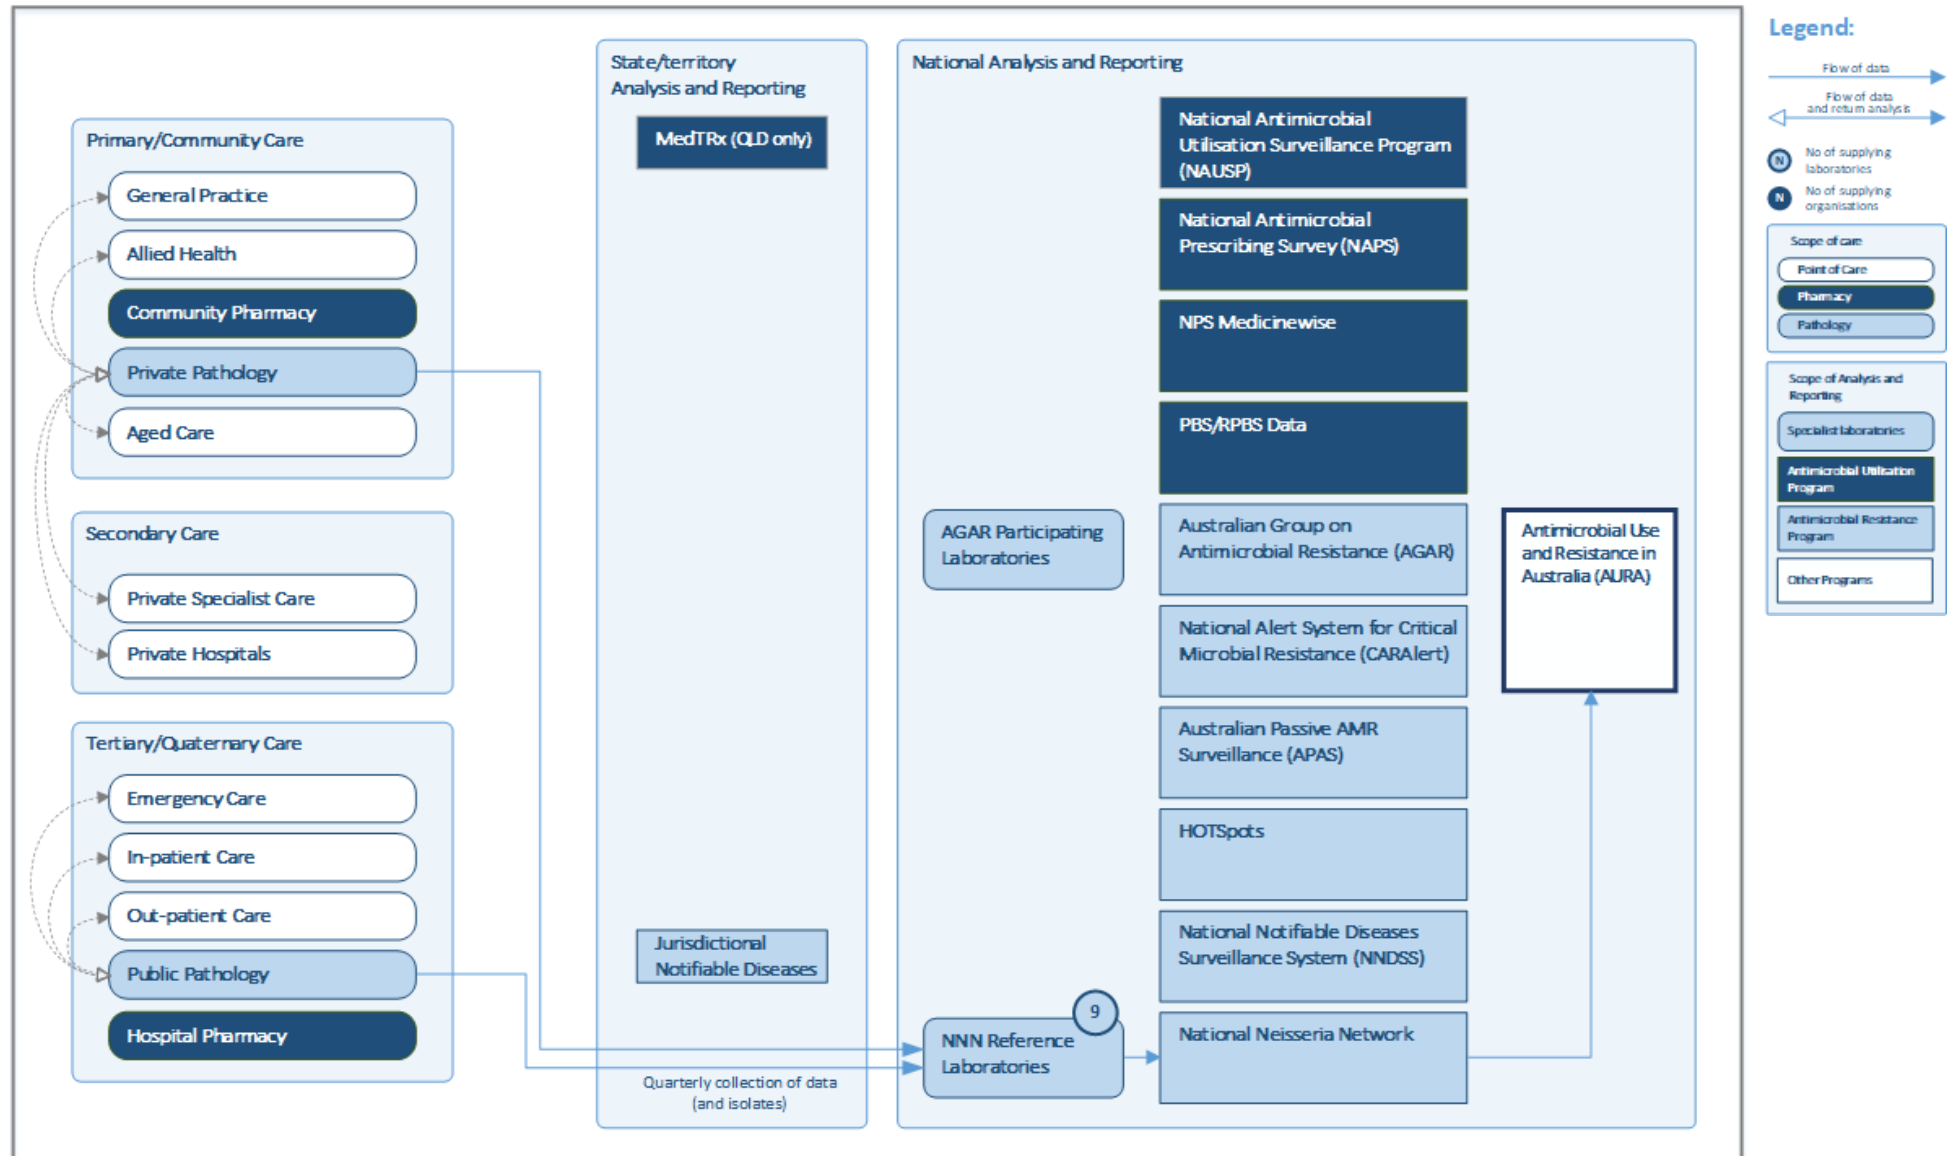 State/territory
Analysis and Reporting
MedTRx (QLD only)
Jurisdictional
Notifiable Diseases
Quarterly collection of data
(and isolates)
Primary/Community Care
General Practice
Allied Health
Community Pharmacy
Private Pathology
Aged Care
Secondary Care
Private Specialist Care
Private Hospitals
Tertiary/Quaternary Care
Emergency Care
In-patient Care
Out-patient Care
Public Pathology
Hospital Pharmacy
National Analysis and Reporting
National Antimicrobial
Utilisation Surveillance Program
(NAUSP)
National Antimicrobial
Prescribing Survey (NAPS)
NPS Medicinewise
PBS/RPBS Data
AGAR Participating
Laboratories
Australian Group on
Antimicrobial Resistance (AGAR)
National Alert System for Critical
Microbial Resistance (CARAlert)
Australian Passive AMR
Surveillance (APAS)
HOTSpots
National Notifiable Diseases
Surveillance System (NNDSS)
9
NNN Reference
Laboratories
National Neisseria Network
Antimicrobial Use
and Resistance in
Australia (AURA)
Legend:
Flow of data
Flow of data
and return analysis
N
No of supplying
laboratories
N
No of supplying
organisations
Scope of care
Point of Care
Pharmacy
Pathology
Scope of Analysis and
Reporting
Specialist laboratories
Antimicrobial Utilisation
Program
Antimicrobial Resistance
Program
Other Programs